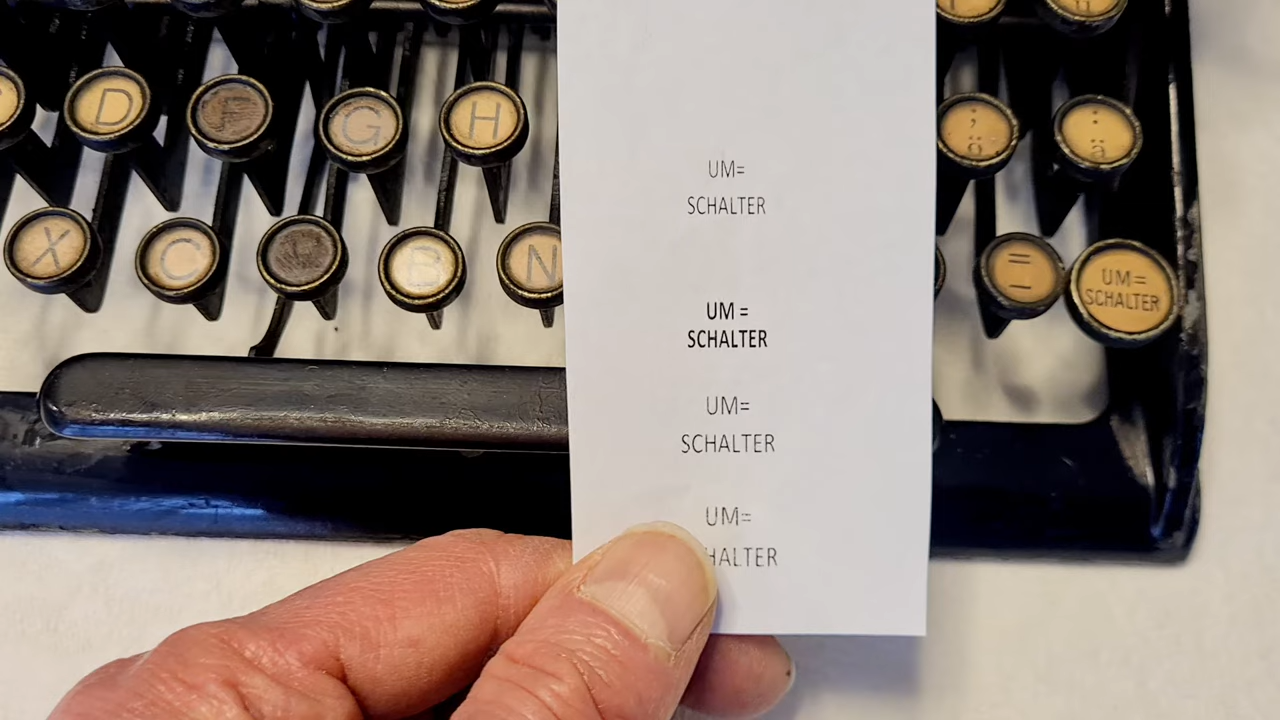 D
F
G
H
; ö
: ä
X
C
B
N
UM=
SCHALTER
UM=
SCHALTER
UM =
SCHALTER
UM=
SCHALTER
UM=
HALTER